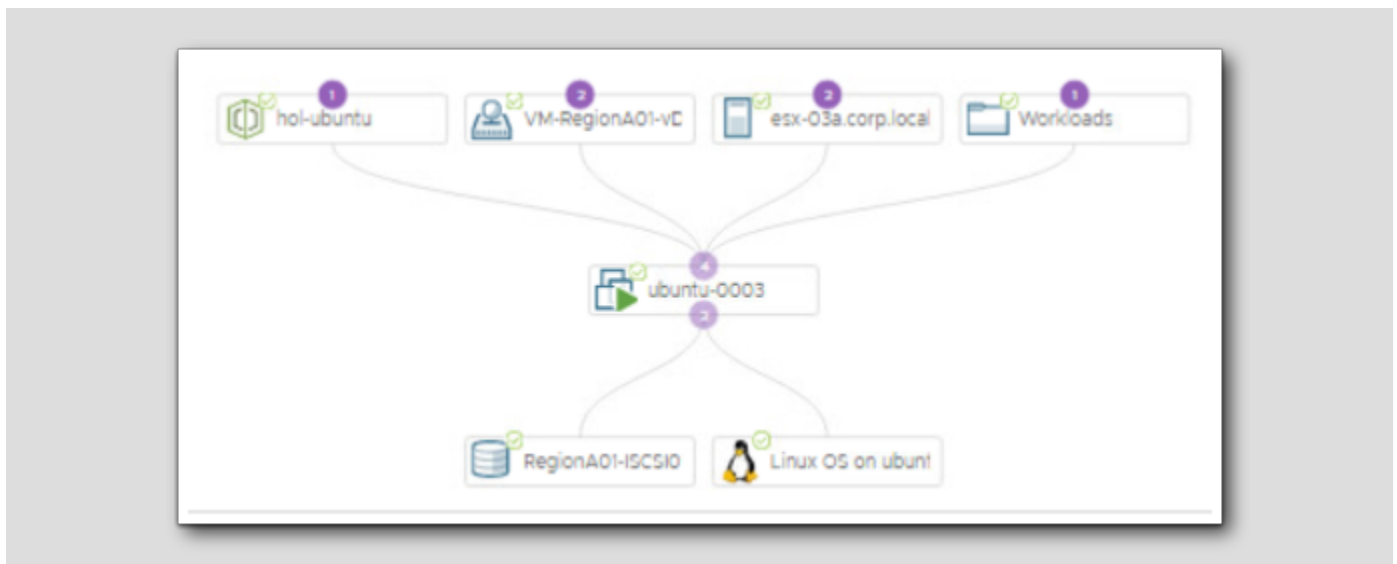 1
2
2
1
hol-ubuntu
VM-RegionA01-vD
esx-03a.corp.local
Workloads
4
ubuntu-0003
2
RegionA01-ISCSI0
Linux OS on ubunt